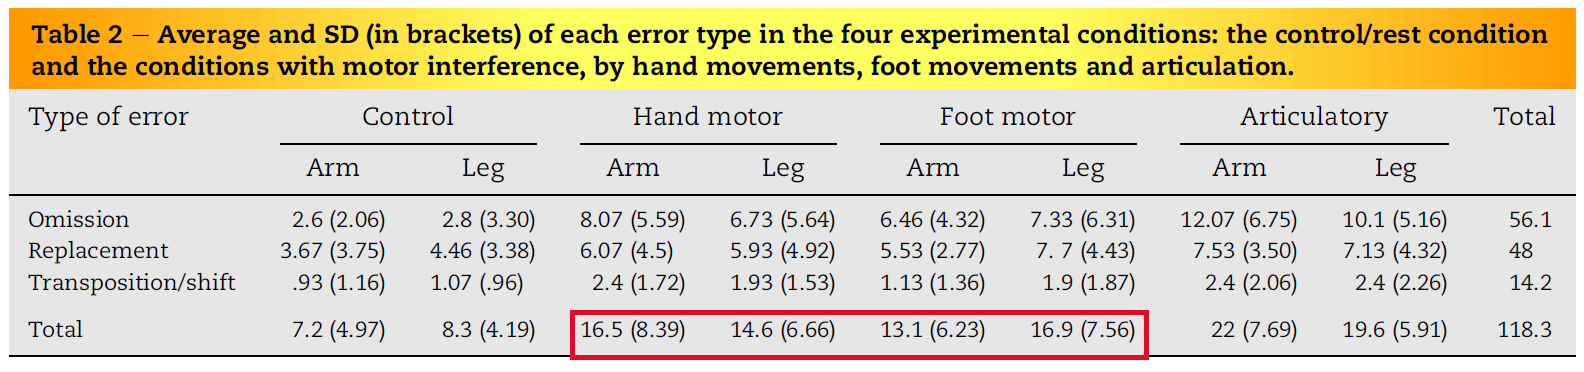 Table 2 – Average and SD (in brackets) of each error type in the four experimental conditions: the control/rest condition
and the conditions with motor interference, by hand movements, foot movements and articulation.
Type of error Control Hand motor Foot motor Articulatory Total
Arm Leg Arm Leg Arm Leg Arm Leg
Omission 2.6 (2.06) 2.8 (3.30) 8.07 (5.59) 6.73 (5.64) 6.46 (4.32) 7.33 (6.31) 12.07 (6.75) 10.1 (5.16) 56.1
Replacement 3.67 (3.75) 4.46 (3.38) 6.07 (4.5) 5.93 (4.92) 5.53 (2.77) 7. 7 (4.43) 7.53 (3.50) 7.13 (4.32) 48
Transposition/shift .93 (1.16) 1.07 (.96) 2.4 (1.72) 1.93 (1.53) 1.13 (1.36) 1.9 (1.87) 2.4 (2.06) 2.4 (2.26) 14.2
Total 7.2 (4.97) 8.3 (4.19) 16.5 (8.39) 14.6 (6.66) 13.1 (6.23) 16.9 (7.56) 22 (7.69) 19.6 (5.91) 118.3